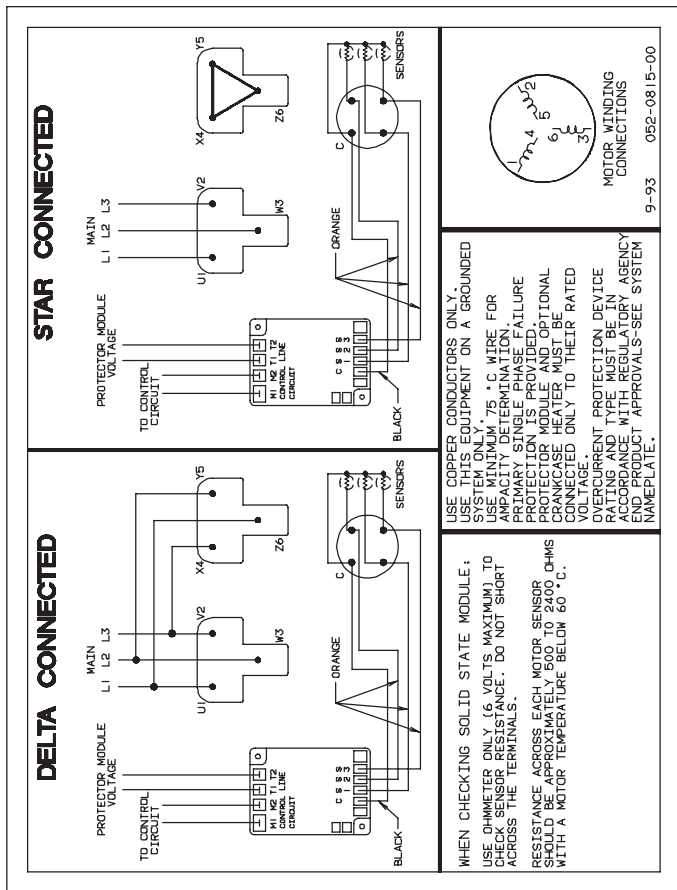 DELTA CONNECTED
PROTECTOR MODULE
VOLTAGE
TO CONTROL
CIRCUIT
M1 M2 T1 T2
CONTROL LINE
CIRCUIT
C S S S
1 2 3
BLACK
ORANGE
MAIN
L1 L2 L3
U1
V2
W3
X4
Y5
Z6
C
SENSORS
STAR CONNECTED
PROTECTOR MODULE
VOLTAGE
TO CONTROL
CIRCUIT
M1 M2 T1 T2
CONTROL LINE
CIRCUIT
C S S S
1 2 3
BLACK
ORANGE
MAIN
L1 L2 L3
U1
V2
W3
X4
Y5
Z6
C
SENSORS
WHEN CHECKING SOLID STATE MODULE:
USE OHMMETER ONLY (6 VOLTS MAXIMUM) TO
CHECK SENSOR RESISTANCE. DO NOT SHORT
ACROSS THE TERMINALS.
RESISTANCE ACROSS EACH MOTOR SENSOR
SHOULD BE APPROXIMATELY 500 TO 2400 OHMS
WITH A MOTOR TEMPERATURE BELOW 60 °C.
USE COPPER CONDUCTORS ONLY.
USE THIS EQUIPMENT ON A GROUNDED
SYSTEM ONLY.
USE MINIMUM 75 °C WIRE FOR
AMPACITY DETERMINATION.
PRIMARY SINGLE PHASE FAILURE
PROTECTION IS PROVIDED.
PROTECTOR MODULE AND OPTIONAL
CRANKCASE HEATER MUST BE
CONNECTED ONLY TO THEIR RATED
VOLTAGE.
OVERCURRENT PROTECTION DEVICE
RATING AND TYPE MUST BE IN
ACCORDANCE WITH REGULATORY AGENCY
END PRODUCT APPROVALS-SEE SYSTEM
NAMEPLATE.
1
4
2
5
6
3
MOTOR WINDING
CONNECTIONS
9-93 052-0815-00